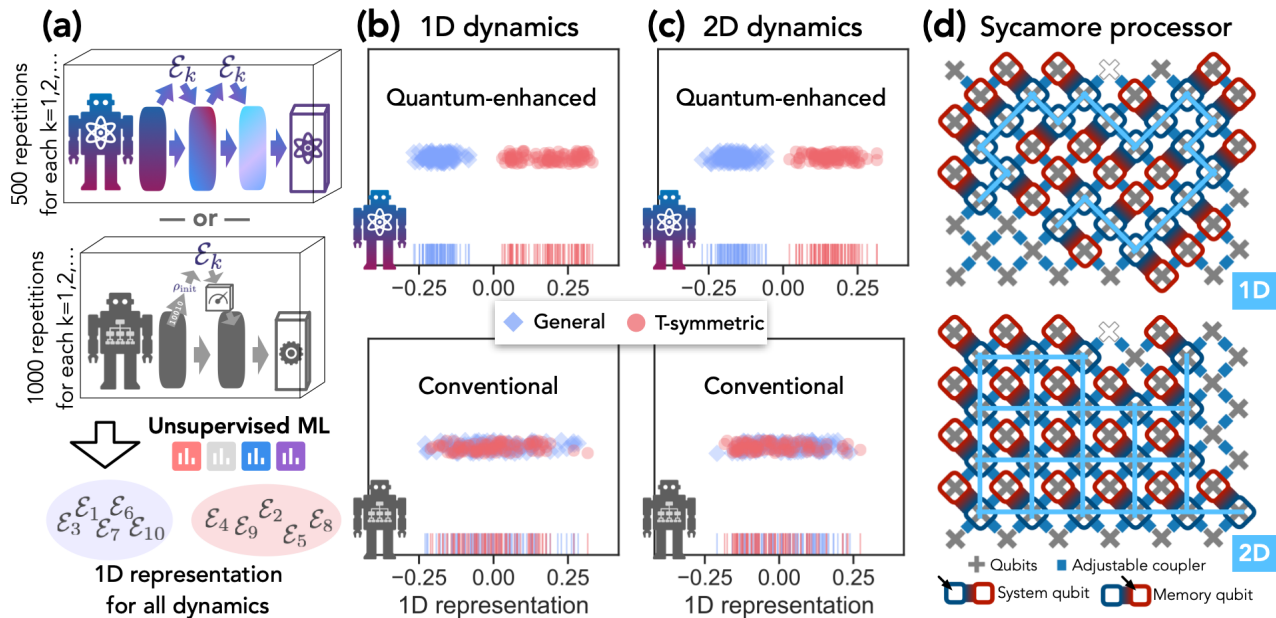 (a)
500 repetitions
for each k=1,2,...
ℰk ℰk
— or —
1000 repetitions
for each k=1,2,...
ℰk
ρinit
Unsupervised ML
ℰ1 ℰ6
ℰ3 ℰ7 ℰ10
ℰ4 ℰ9 ℰ2 ℰ5 ℰ8
1D representation
for all dynamics
(b) 1D dynamics
Quantum-enhanced
−0.25 0.00 0.25
(c) 2D dynamics
Quantum-enhanced
−0.25 0.00 0.25
General T-symmetric
Conventional
−0.25 0.00 0.25
1D representation
Conventional
−0.25 0.00 0.25
1D representation
(d) Sycamore processor
1D
2D
Qubits Adjustable coupler
System qubit Memory qubit